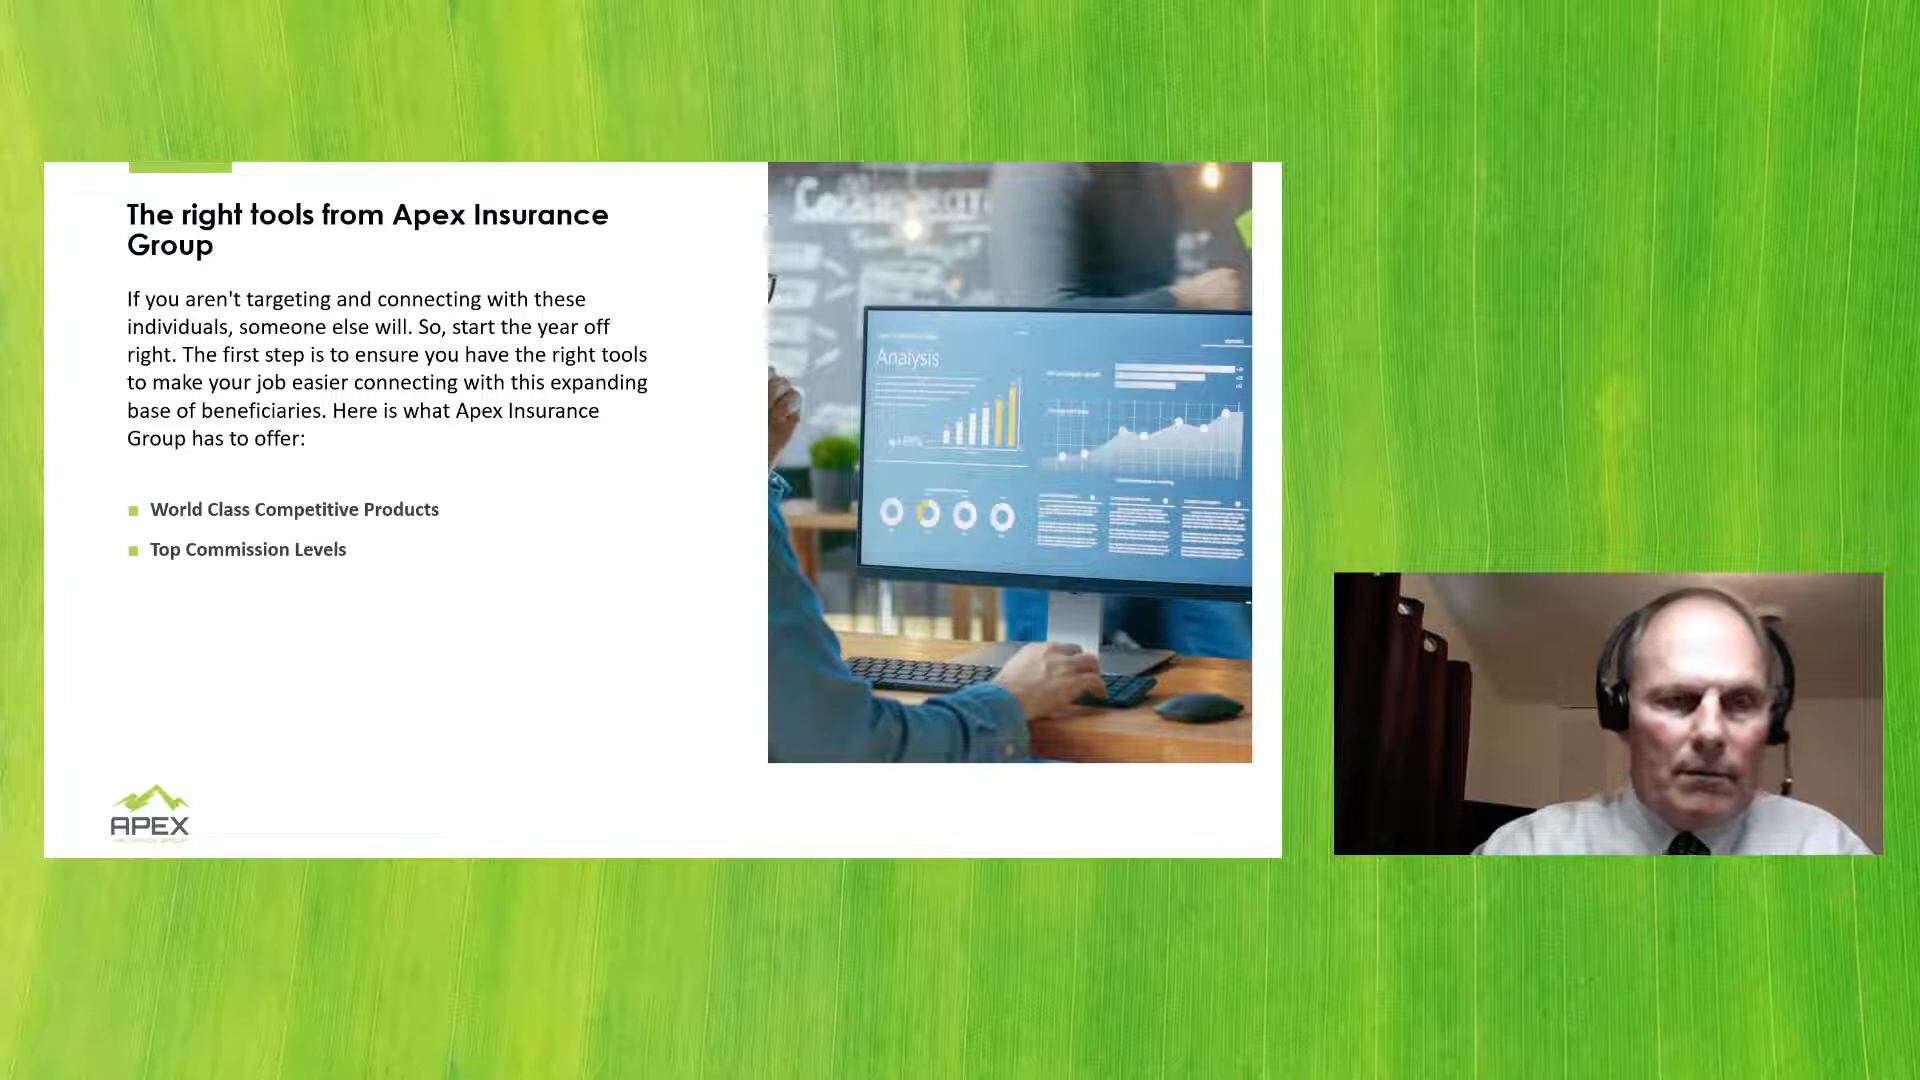 The right tools from Apex Insurance
Group
If you aren't targeting and connecting with these
individuals, someone else will. So, start the year off
right. The first step is to ensure you have the right tools
to make your job easier connecting with this expanding
base of beneficiaries. Here is what Apex Insurance
Group has to offer:
World Class Competitive Products
Top Commission Levels
Analysis
APEX
INSURANCE GROUP